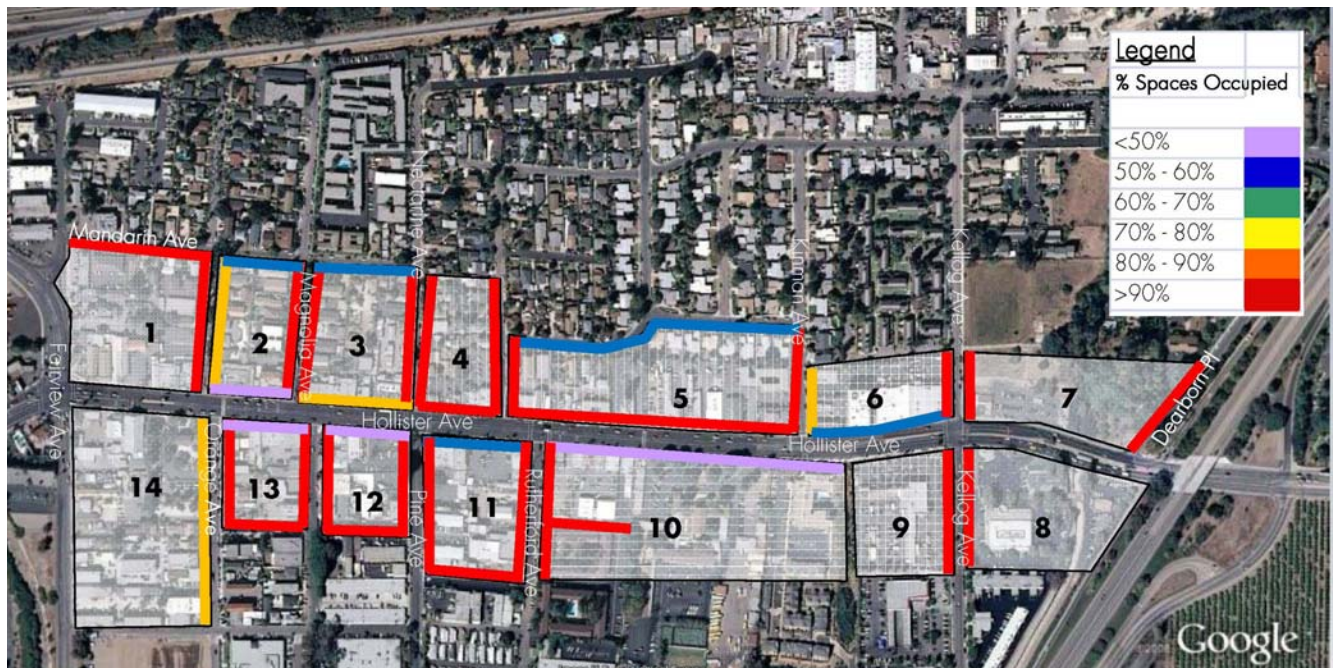 Legend
% Spaces Occupied
<50%
50% - 60%
60% - 70%
70% - 80%
80% - 90%
>90%
Mandarin Ave
Fairview Ave
Magnolia Ave
Nectarine Ave
Kinman Ave
Kellog Ave
Dearborn Pl
1
2
3
4
5
6
7
Hollister Ave
Hollister Ave
Orange Ave
Pine Ave
Rutherford Ave
Kellog Ave
14
13
12
11
10
9
8
Google